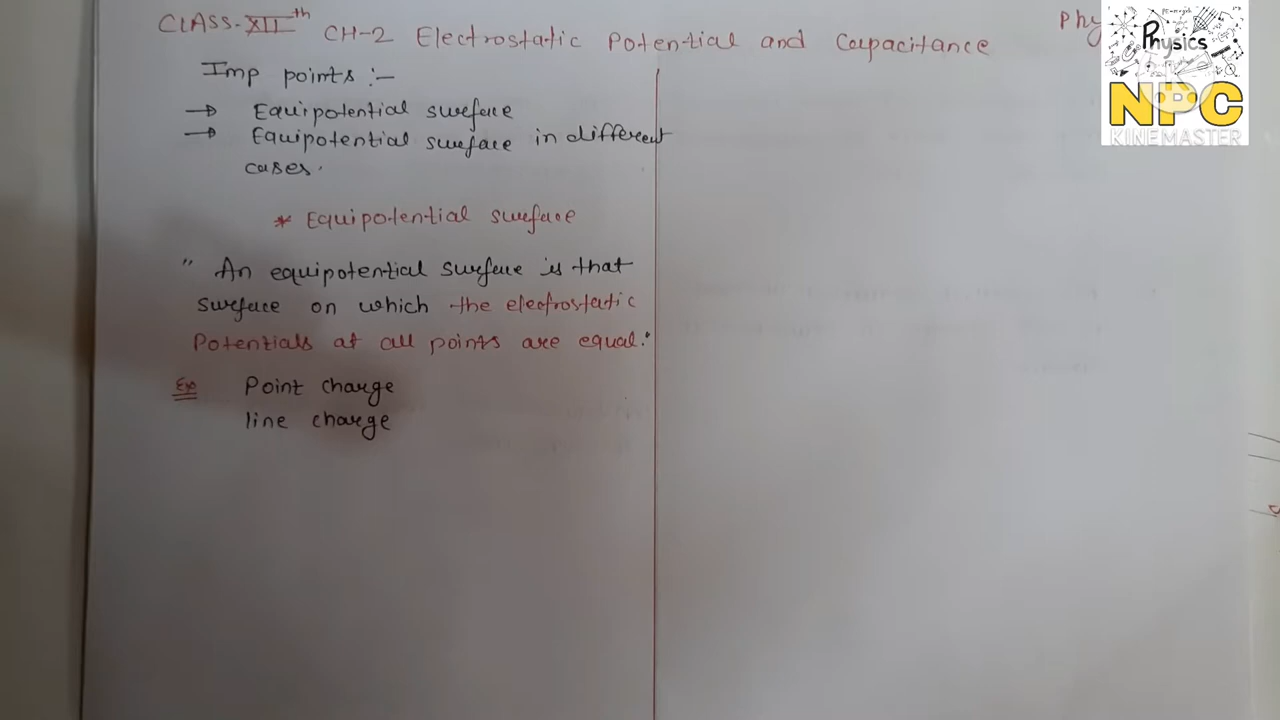 CLASS-XIIth CH-2 Electrostatic Potential and Capacitance
Phy
Physics
NPC
KINEMASTER
Imp points :-
→ Equipotential surface
→ Equipotential surface in different
cases.
* Equipotential surface
" An equipotential surface is that
surface on which the electrostatic
Potentials at all points are equal."
Exp Point charge
line charge